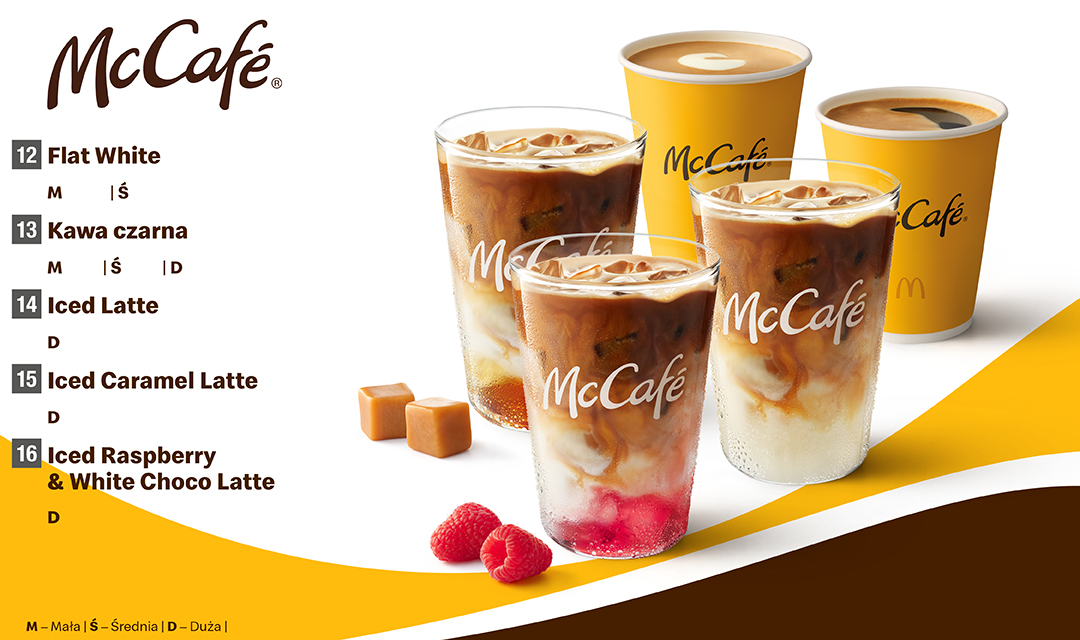 McCafé®
12 Flat White
M | Ś
13 Kawa czarna
M | Ś | D
14 Iced Latte
D
15 Iced Caramel Latte
D
16 Iced Raspberry
& White Choco Latte
D
McCafé®
McCafé®
McCafé
McCafé
McCafé
M – Mała | Ś – Średnia | D – Duża |